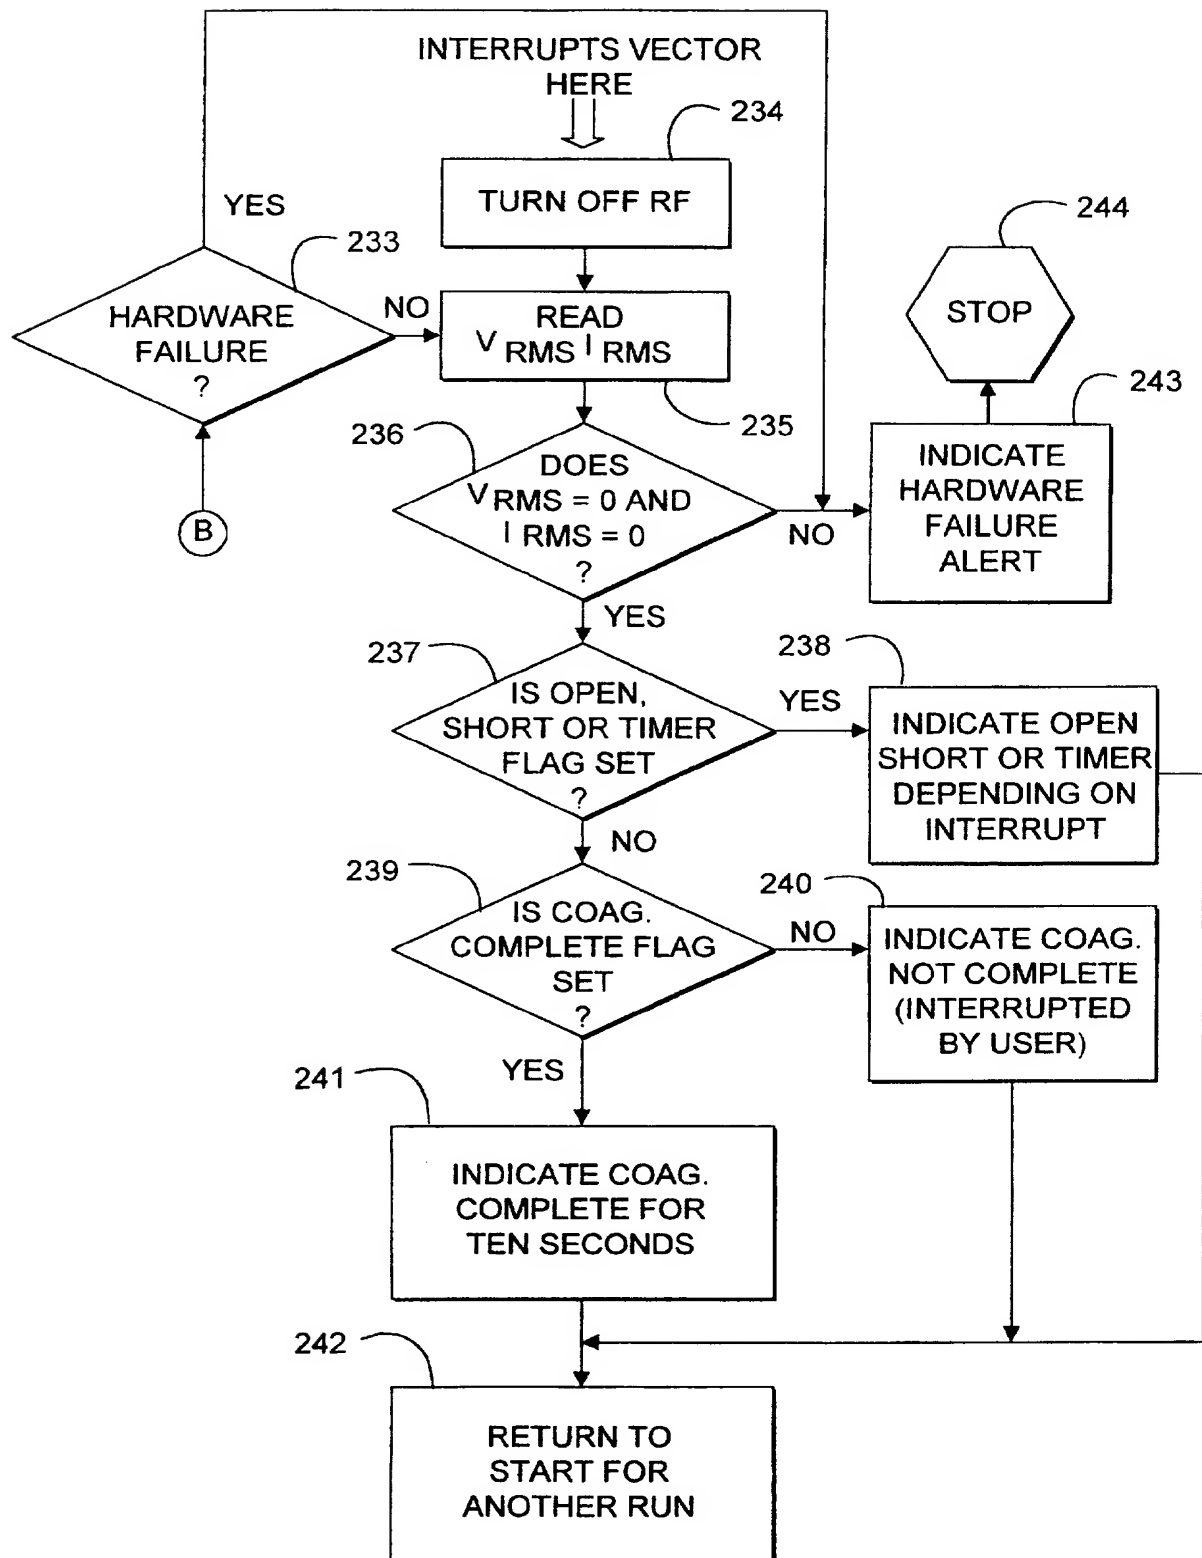 INTERRUPTS VECTOR
HERE
234
TURN OFF RF
YES
233
HARDWARE
FAILURE
?
NO
READ
V RMS I RMS
235
B
244
STOP
243
INDICATE
HARDWARE
FAILURE
ALERT
236
DOES
V RMS = 0 AND
I RMS = 0
?
NO
YES
237
IS OPEN,
SHORT OR TIMER
FLAG SET
?
YES
238
INDICATE OPEN
SHORT OR TIMER
DEPENDING ON
INTERRUPT
NO
239
IS COAG.
COMPLETE FLAG
SET
?
NO
240
INDICATE COAG.
NOT COMPLETE
(INTERRUPTED
BY USER)
YES
241
INDICATE COAG.
COMPLETE FOR
TEN SECONDS
242
RETURN TO
START FOR
ANOTHER RUN